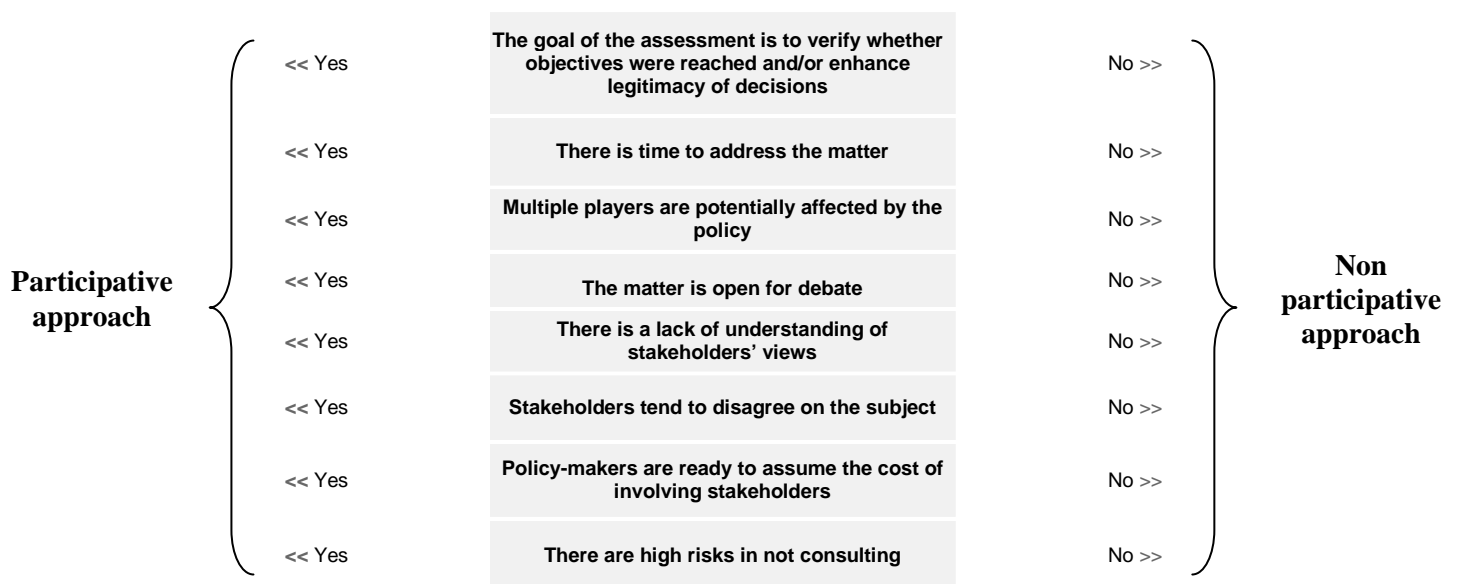 The goal of the assessment is to verify whether
<< Yes objectives were reached and/or enhance No >>
legitimacy of decisions
<< Yes There is time to address the matter No >>
Multiple players are potentially affected by the
<< Yes policy No >>
Participative
approach
<< Yes The matter is open for debate No >>
There is a lack of understanding of
<< Yes stakeholders’ views No >>
<< Yes Stakeholders tend to disagree on the subject No >>
Policy-makers are ready to assume the cost of
<< Yes involving stakeholders No >>
<< Yes There are high risks in not consulting No >>
Non
participative
approach